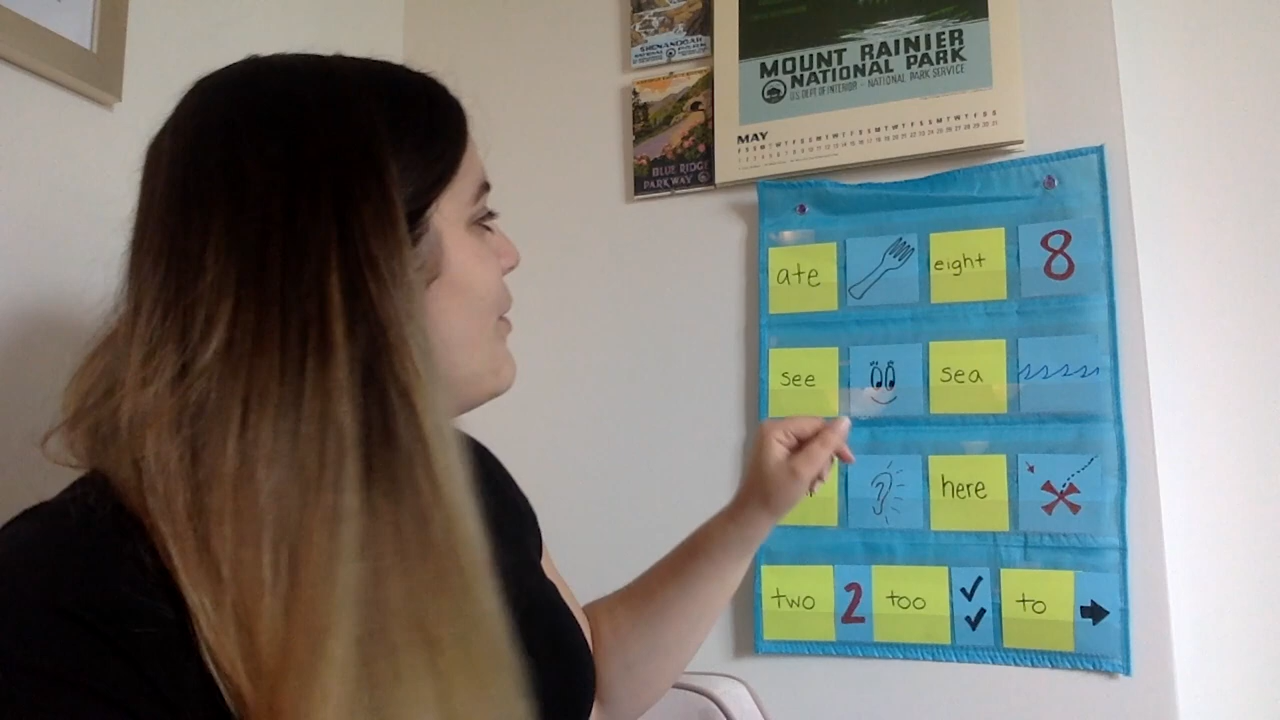 SHENANDOAH
BLUE RIDGE
PARKWAY
MOUNT RAINIER
NATIONAL PARK
U.S. DEPT OF INTERIOR - NATIONAL PARK SERVICE
MAY
ate eight 8
see sea
here
two 2 too to